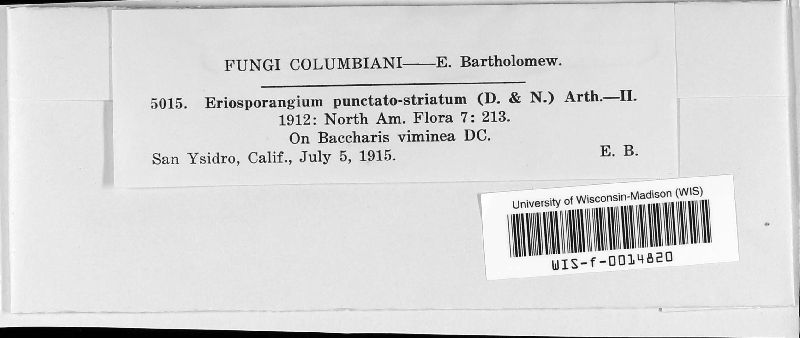 FUNGI COLUMBIANI—E. Bartholomew.
5015. Eriosporangium punctato-striatum (D. & N.) Arth.—II.
1912: North Am. Flora 7: 213.
On Baccharis viminea DC.
San Ysidro, Calif., July 5, 1915. E. B.
University of Wisconsin-Madison (WIS)
WIS-f-0014820